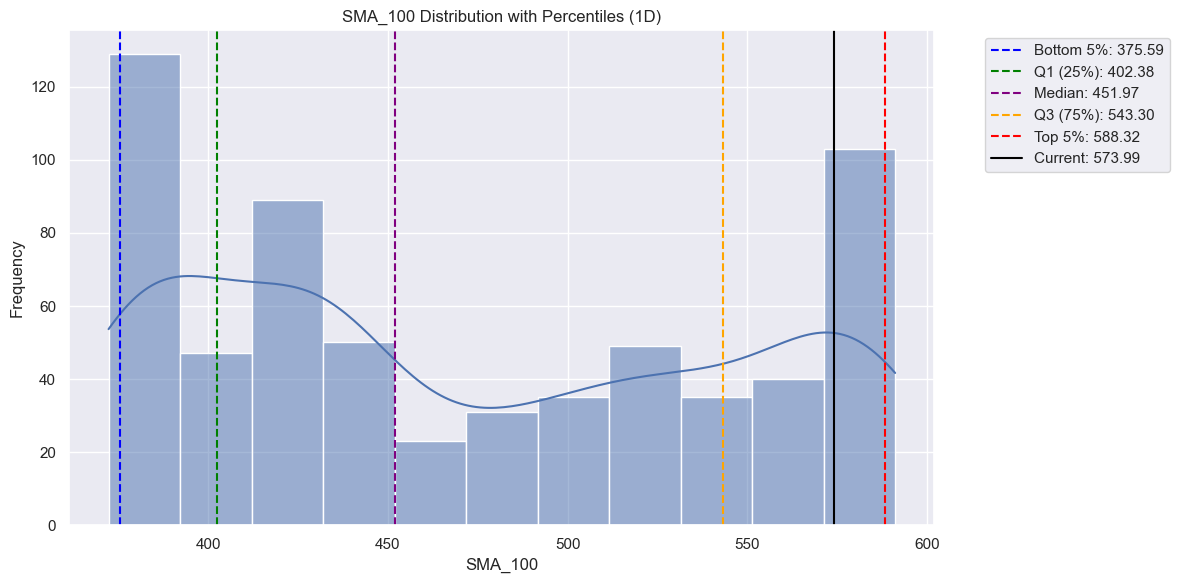 SMA_100 Distribution with Percentiles (1D)
Bottom 5%: 375.59
Q1 (25%): 402.38
Median: 451.97
Q3 (75%): 543.30
Top 5%: 588.32
Current: 573.99
Frequency
120
100
80
60
40
20
0
400
450
500
550
600
SMA_100